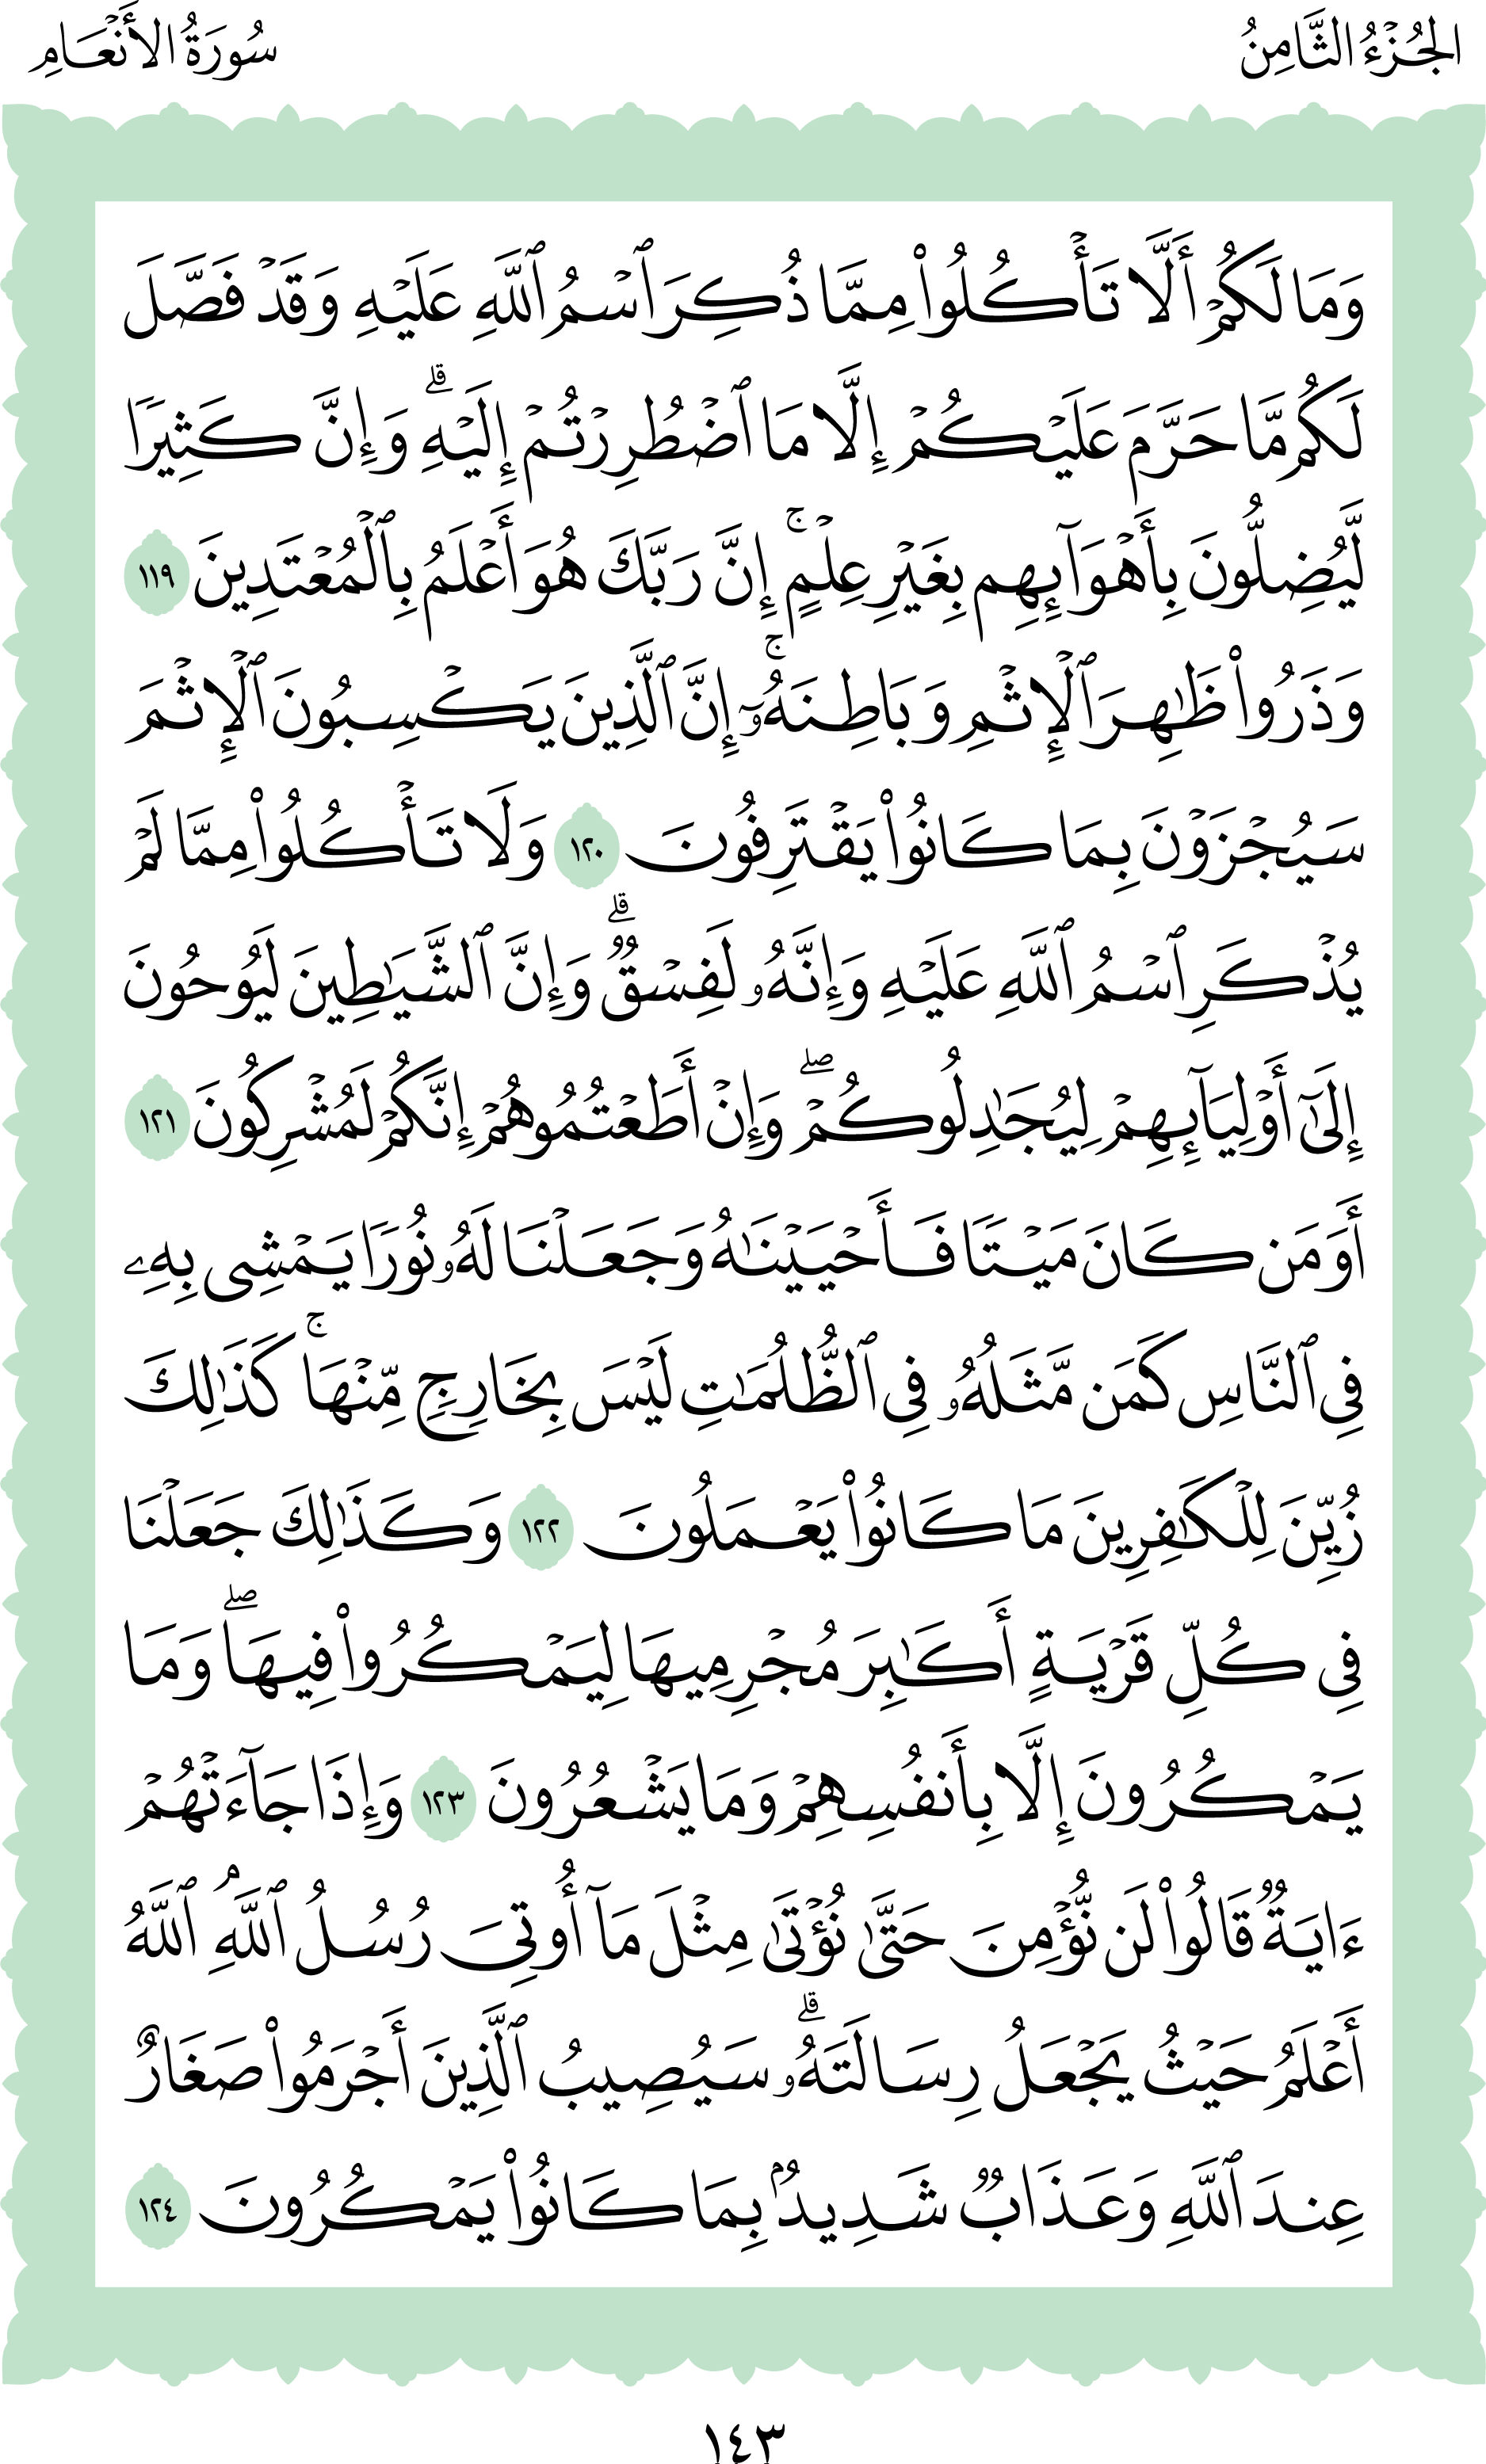 الجُزْءُ الثَّامِنُ
سُورَةُ الأَنْعَامِ
وَمَا لَكُمْ أَلَّا تَأْكُلُوا۟ مِمَّا ذُكِرَ ٱسْمُ ٱللَّهِ عَلَيْهِ وَقَدْ فَصَّلَ
لَكُم مَّا حَرَّمَ عَلَيْكُمْ إِلَّا مَا ٱضْطُرِرْتُمْ إِلَيْهِ ۗ وَإِنَّ كَثِيرًا
لَّيُضِلُّونَ بِأَهْوَآئِهِم بِغَيْرِ عِلْمٍ ۚ إِنَّ رَبَّكَ هُوَ أَعْلَمُ بِٱلْمُعْتَدِينَ ١١٩
وَذَرُوا۟ ظَٰهِرَ ٱلْإِثْمِ وَبَاطِنَهُۥٓ ۚ إِنَّ ٱلَّذِينَ يَكْسِبُونَ ٱلْإِثْمَ
سَيُجْزَوْنَ بِمَا كَانُوا۟ يَقْتَرِفُونَ ١٢٠ وَلَا تَأْكُلُوا۟ مِمَّا لَمْ
يُذْكَرِ ٱسْمُ ٱللَّهِ عَلَيْهِ وَإِنَّهُۥ لَفِسْقٌ ۗ وَإِنَّ ٱلشَّيَٰطِينَ لَيُوحُونَ
إِلَىٰٓ أَوْلِيَآئِهِمْ لِيُجَٰدِلُوكُمْ ۖ وَإِنْ أَطَعْتُمُوهُمْ إِنَّكُمْ لَمُشْرِكُونَ ١٢١
أَوَمَن كَانَ مَيْتًا فَأَحْيَيْنَٰهُ وَجَعَلْنَا لَهُۥ نُورًا يَمْشِى بِهِۦ
فِى ٱلنَّاسِ كَمَن مَّثَلُهُۥ فِى ٱلظُّلُمَٰتِ لَيْسَ بِخَارِجٍ مِّنْهَا ۚ كَذَٰلِكَ
زُيِّنَ لِلْكَٰفِرِينَ مَا كَانُوا۟ يَعْمَلُونَ ١٢٢ وَكَذَٰلِكَ جَعَلْنَا
فِى كُلِّ قَرْيَةٍ أَكَٰبِرَ مُجْرِمِيهَا لِيَمْكُرُوا۟ فِيهَا ۖ وَمَا
يَمْكُرُونَ إِلَّا بِأَنفُسِهِمْ وَمَا يَشْعُرُونَ ١٢٣ وَإِذَا جَآءَتْهُمْ
ءَايَةٌ قَالُوا۟ لَن نُّؤْمِنَ حَتَّىٰ نُؤْتَىٰ مِثْلَ مَآ أُوتِىَ رُسُلُ ٱللَّهِ ۘ ٱللَّهُ
أَعْلَمُ حَيْثُ يَجْعَلُ رِسَالَتَهُۥ ۗ سَيُصِيبُ ٱلَّذِينَ أَجْرَمُوا۟ صَغَارٌ
عِندَ ٱللَّهِ وَعَذَابٌ شَدِيدٌۢ بِمَا كَانُوا۟ يَمْكُرُونَ ١٢٤
١٤٣